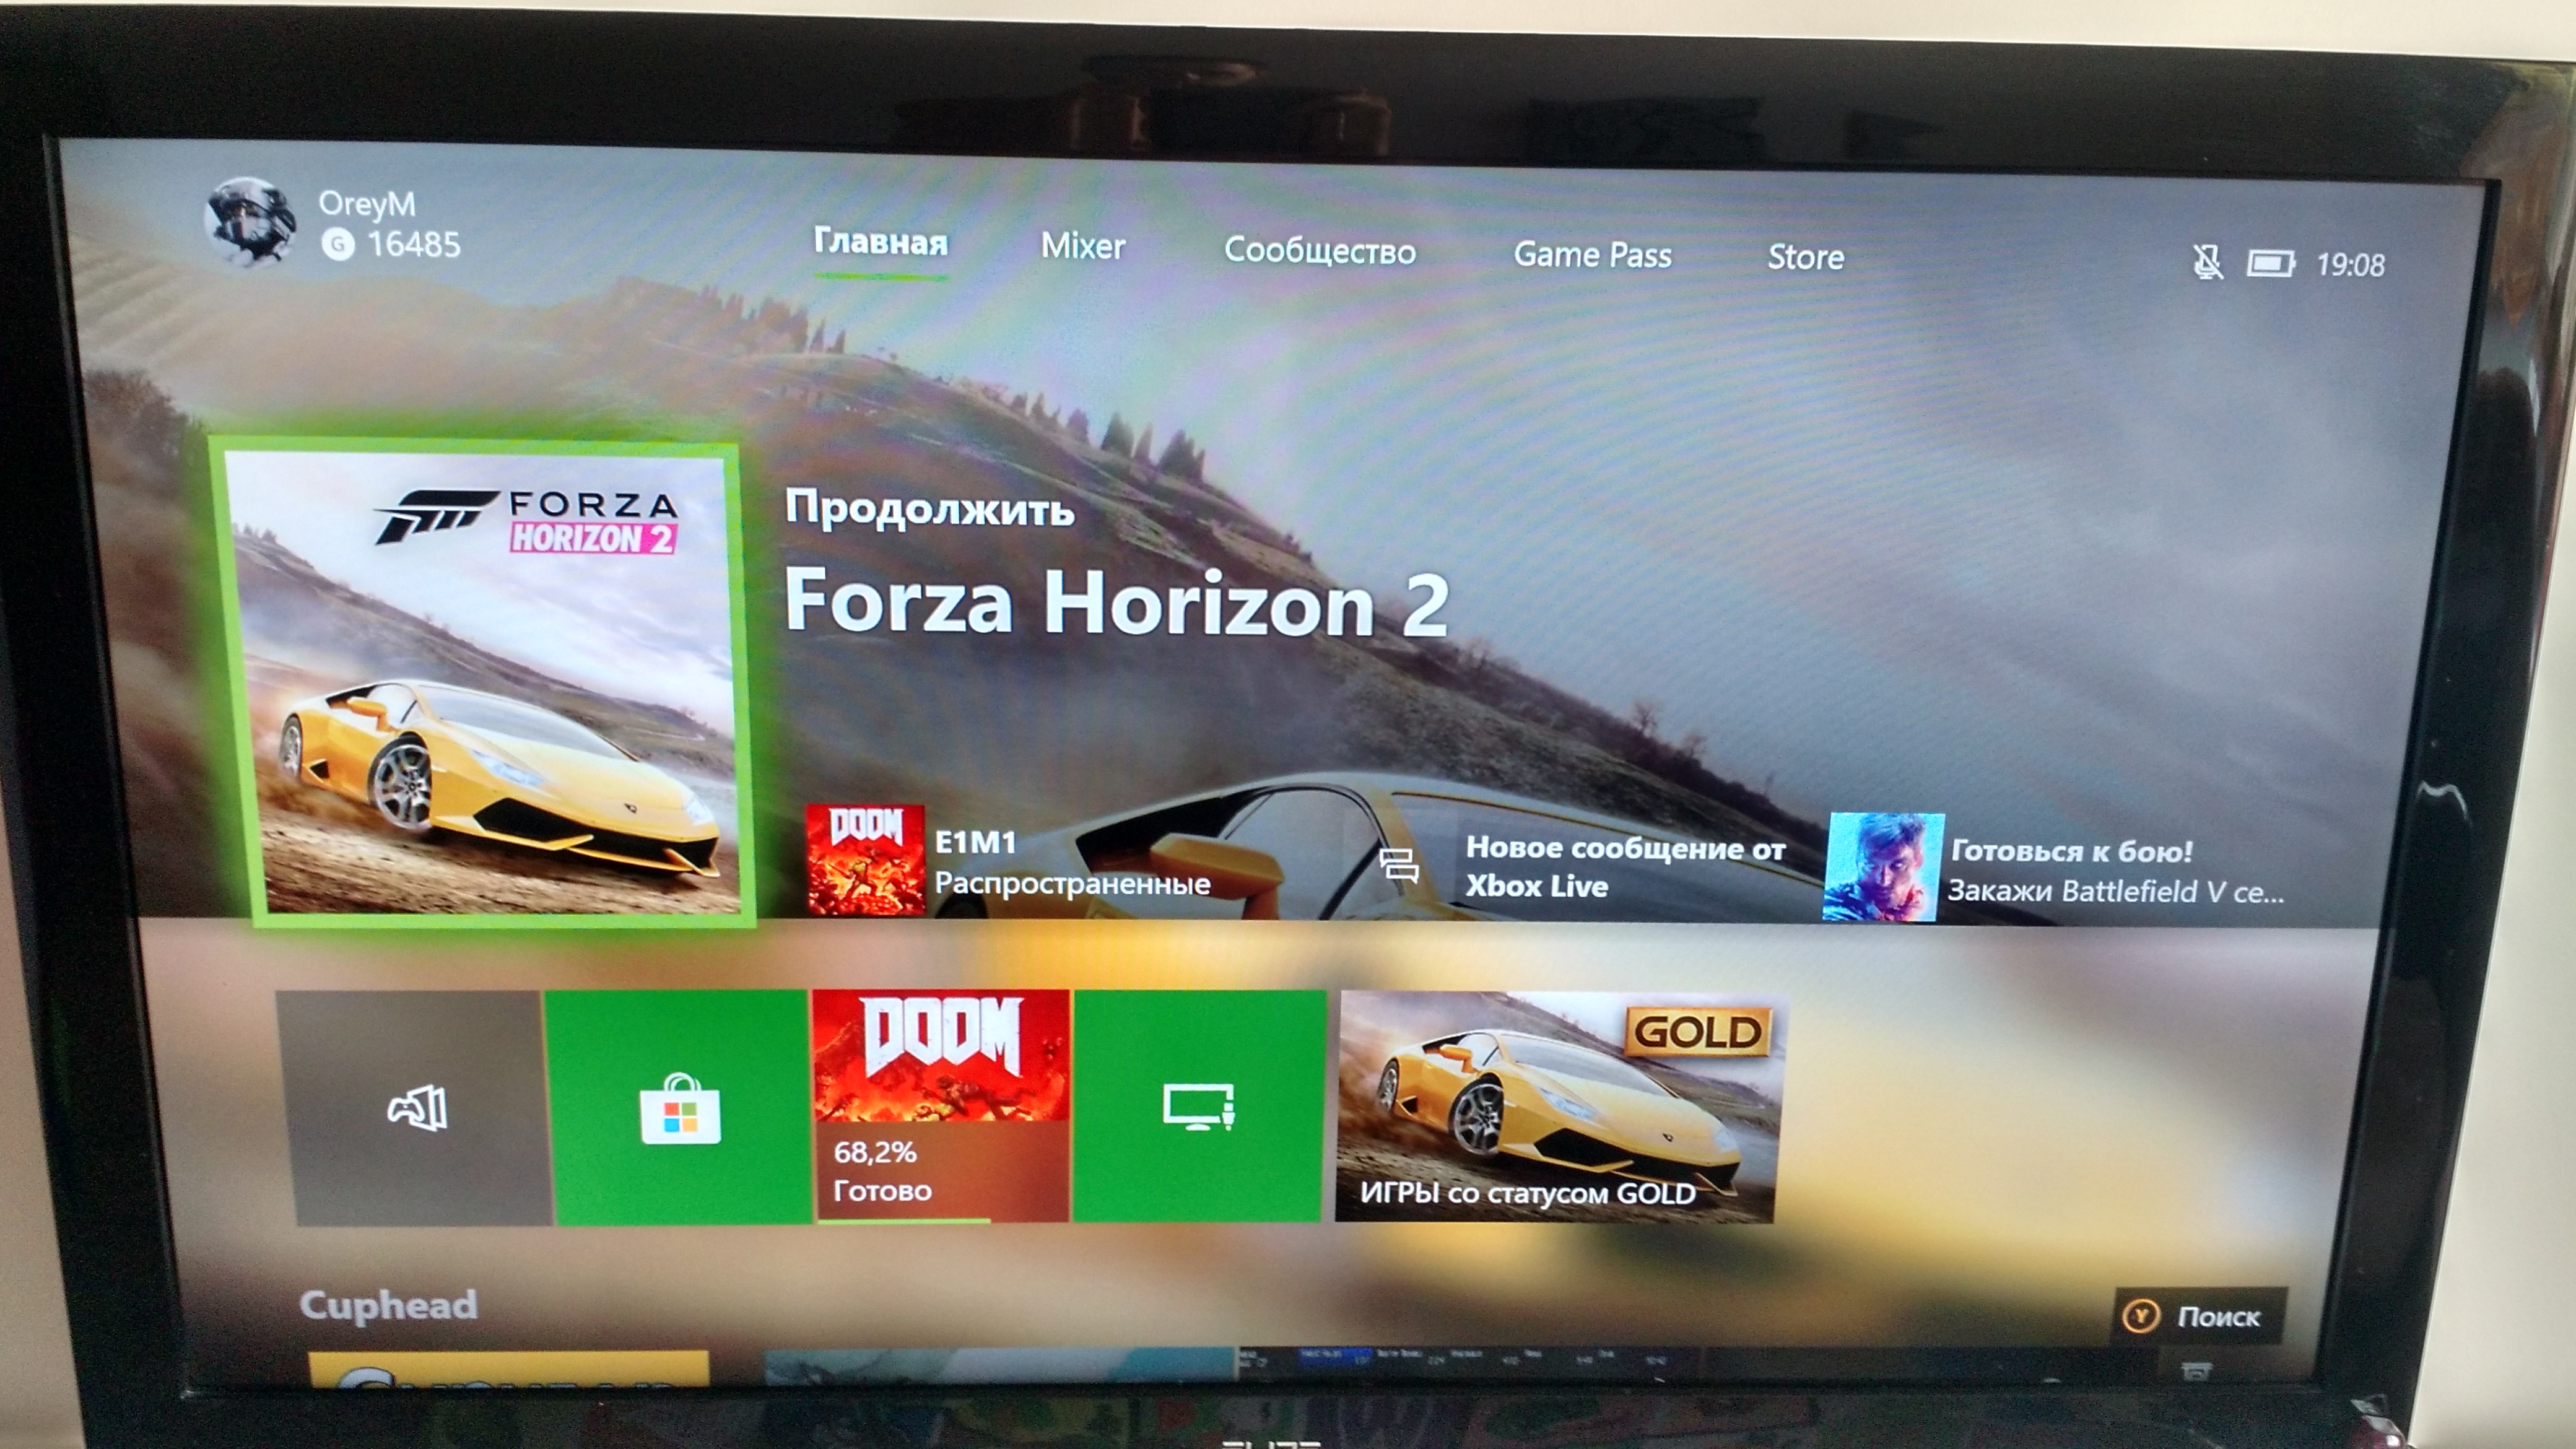 OreyM
G 16485
Главная Mixer Сообщество Game Pass Store
19:08
FORZA
HORIZON 2
Продолжить
Forza Horizon 2
DOOM
E1M1
Распространенные
Новое сообщение от
Xbox Live
Готовься к бою!
Закажи Battlefield V се...
DOOM
68,2%
Готово
GOLD
ИГРЫ со статусом GOLD
Cuphead
Y Поиск